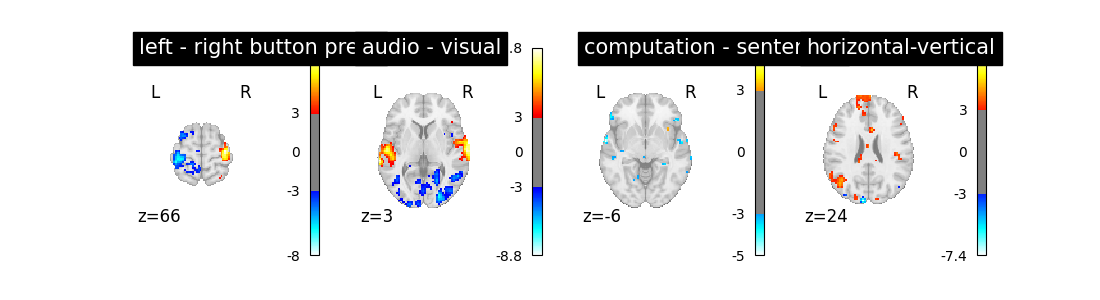 left - right button pre
audio - visual
computation - senter
horizontal-vertical
L R
3
0
-3
-8
z=66
L R
.8
3
0
-3
-8.8
z=3
L R
3
0
-3
-5
z=-6
L R
3
0
-3
-7.4
z=24